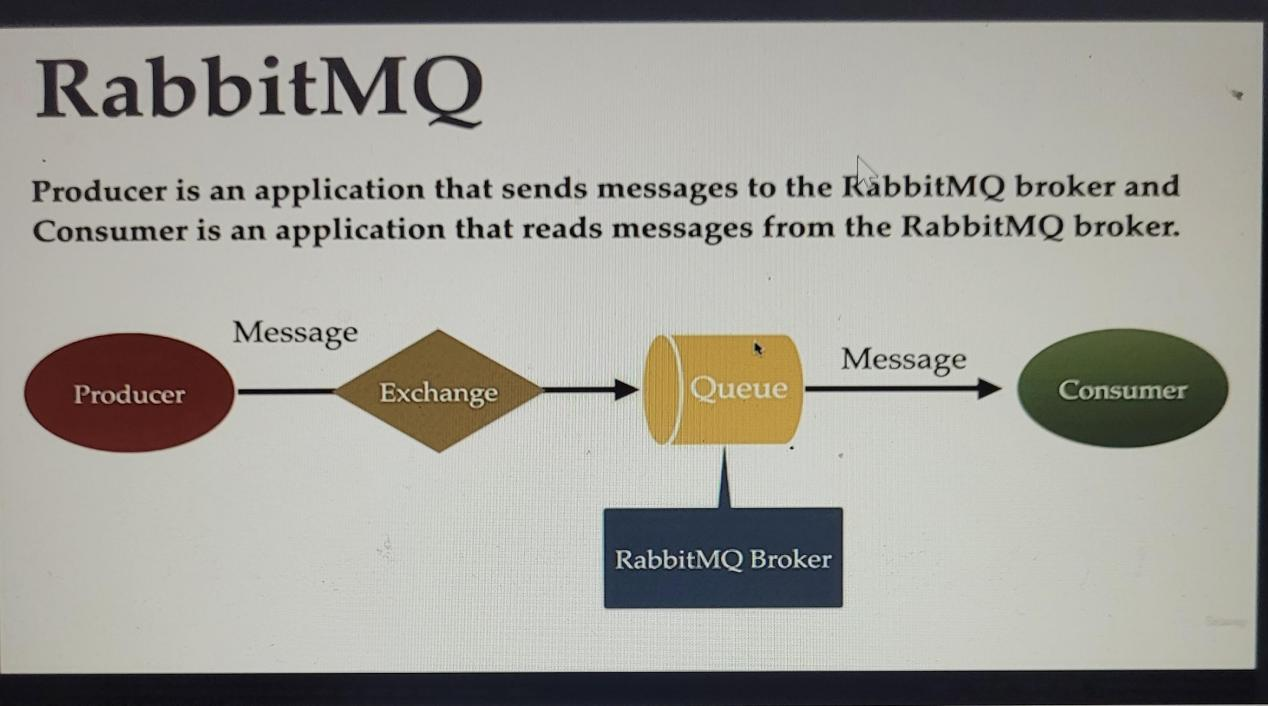 RabbitMQ
Producer is an application that sends messages to the RabbitMQ broker and
Consumer is an application that reads messages from the RabbitMQ broker.
Message
Message
Producer
Exchange
Queue
Consumer
RabbitMQ Broker